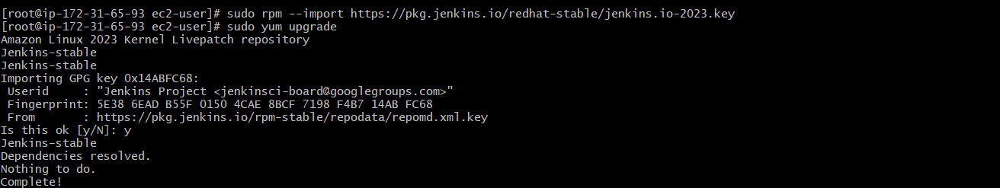 [root@ip-172-31-65-93 ec2-user]# sudo rpm --import https://pkg.jenkins.io/redhat-stable/jenkins.io-2023.key
[root@ip-172-31-65-93 ec2-user]# sudo yum upgrade
Amazon Linux 2023 Kernel Livepatch repository
Jenkins-stable
Jenkins-stable
Importing GPG key 0x14ABFC68:
 Userid     : "Jenkins Project <jenkinsci-board@googlegroups.com>"
 Fingerprint: 5E38 6EAD B55F 0150 4CAE 8BCF 7198 F4B7 14AB FC68
 From       : https://pkg.jenkins.io/rpm-stable/repodata/repomd.xml.key
Is this ok [y/N]: y
Jenkins-stable
Dependencies resolved.
Nothing to do.
Complete!